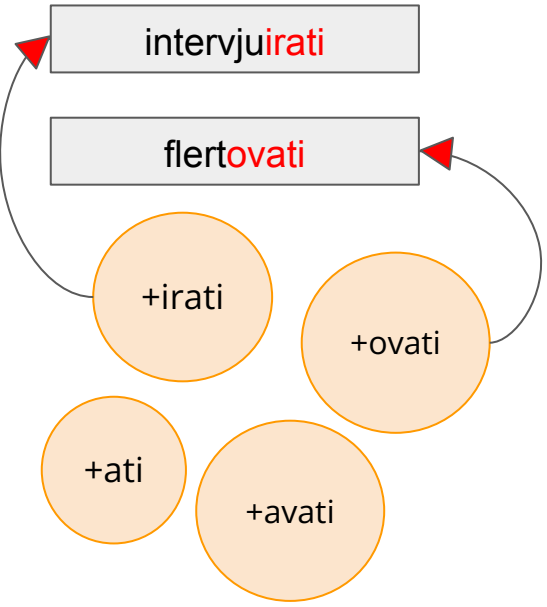 intervjuirati
flertovati
+irati
+ovati
+ati
+avati